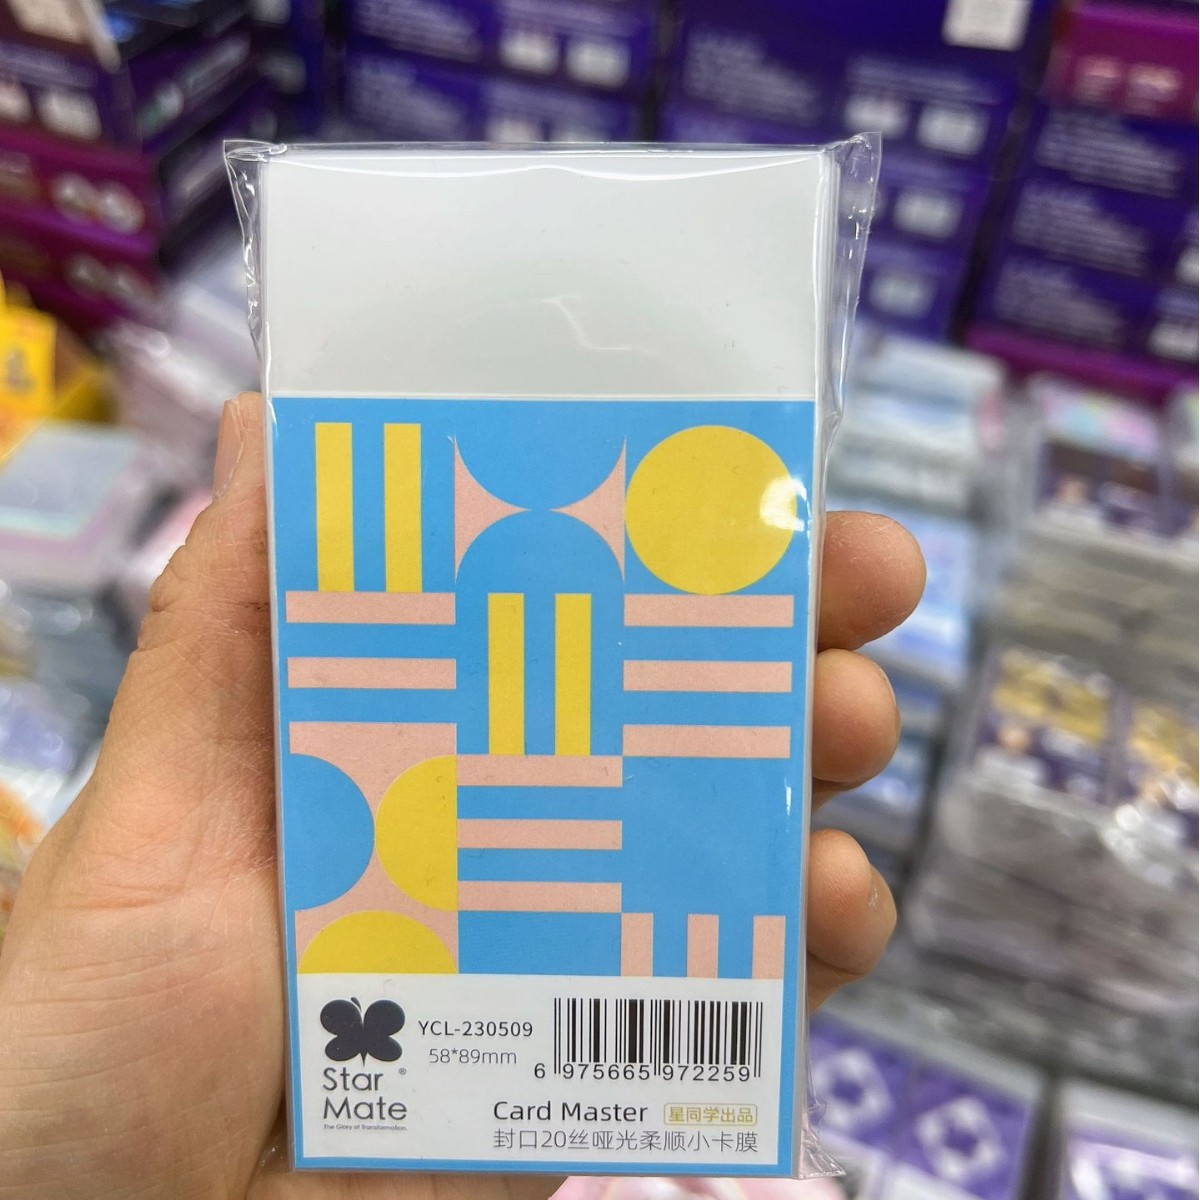 YCL-230509
58*89mm
Star
Mate®
The Glory of Transformation.
6 975665 972259
Card Master 星同学出品
封口20丝哑光柔顺小卡膜